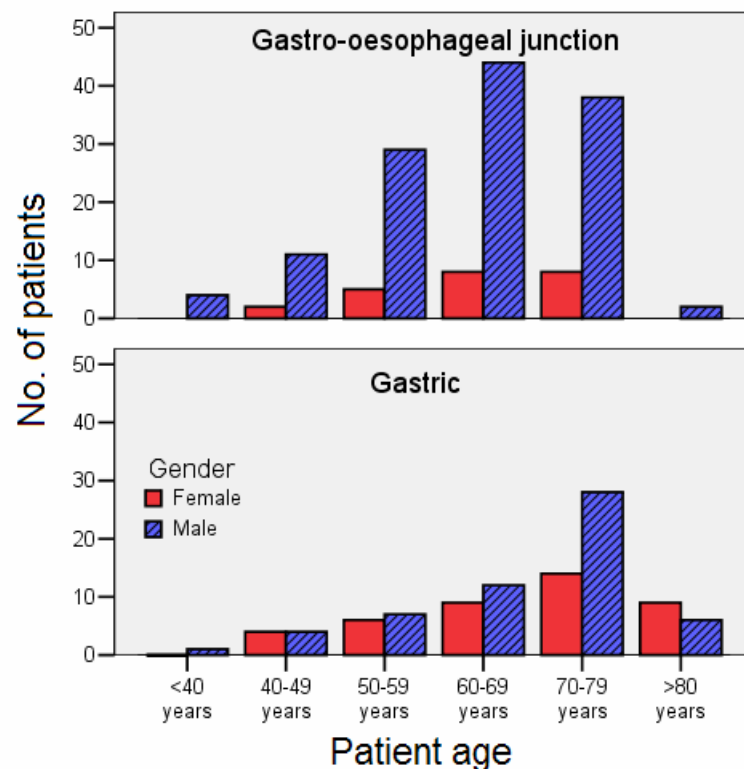 No. of patients
Gastro-oesophageal junction
50
40
30
20
10
0
Gastric
50
40
30
20
10
0
Gender
Female
Male
<40 years
40-49 years
50-59 years
60-69 years
70-79 years
>80 years
Patient age